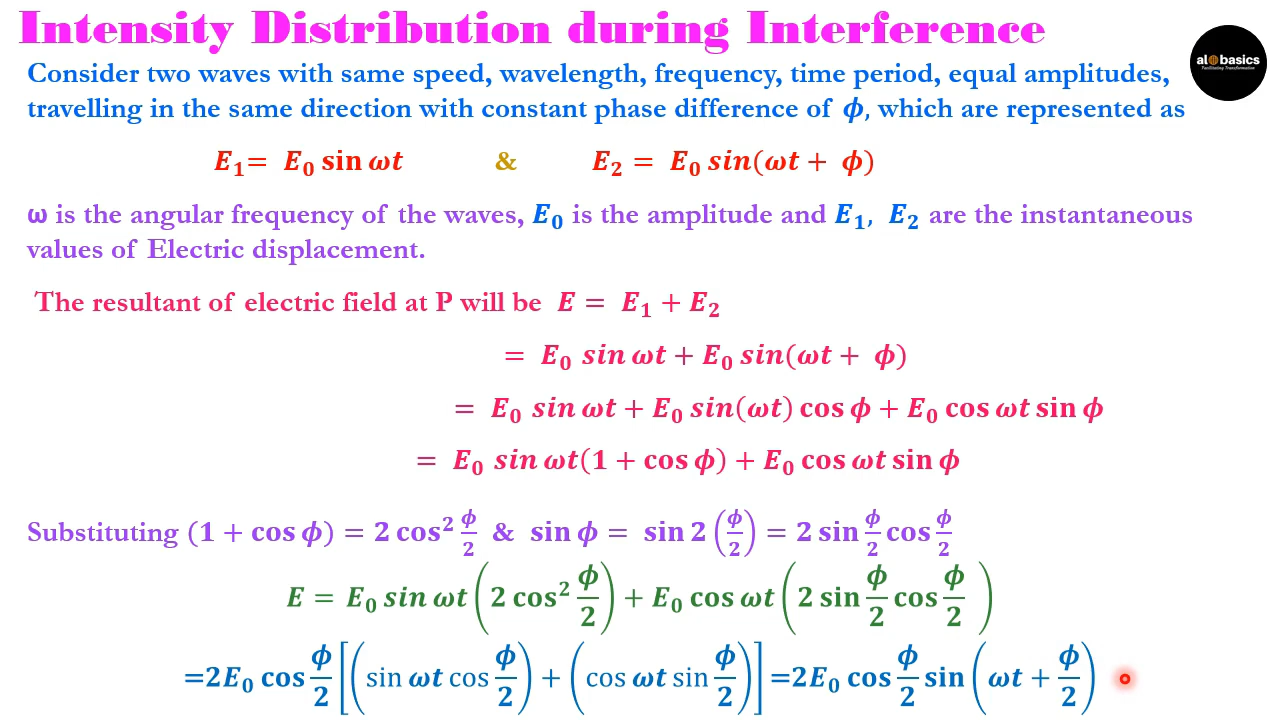 Intensity Distribution during Interference
al basics
Facilitating Transformation
Consider two waves with same speed, wavelength, frequency, time period, equal amplitudes,
travelling in the same direction with constant phase difference of ϕ, which are represented as
E₁= E₀ sin ωt & E₂ = E₀ sin(ωt + ϕ)
ω is the angular frequency of the waves, E₀ is the amplitude and E₁, E₂ are the instantaneous
values of Electric displacement.
The resultant of electric field at P will be E = E₁ + E₂
= E₀ sin ωt + E₀ sin(ωt + ϕ)
= E₀ sin ωt + E₀ sin(ωt) cos ϕ + E₀ cos ωt sin ϕ
= E₀ sin ωt(1 + cos ϕ) + E₀ cos ωt sin ϕ
Substituting (1 + cos ϕ) = 2 cos² ϕ/2 & sin ϕ = sin 2 (ϕ/2) = 2 sin ϕ/2 cos ϕ/2
E = E₀ sin ωt (2 cos² ϕ/2) + E₀ cos ωt (2 sin ϕ/2 cos ϕ/2)
=2E₀ cos ϕ/2 [(sin ωt cos ϕ/2) + (cos ωt sin ϕ/2)] =2E₀ cos ϕ/2 sin (ωt + ϕ/2)